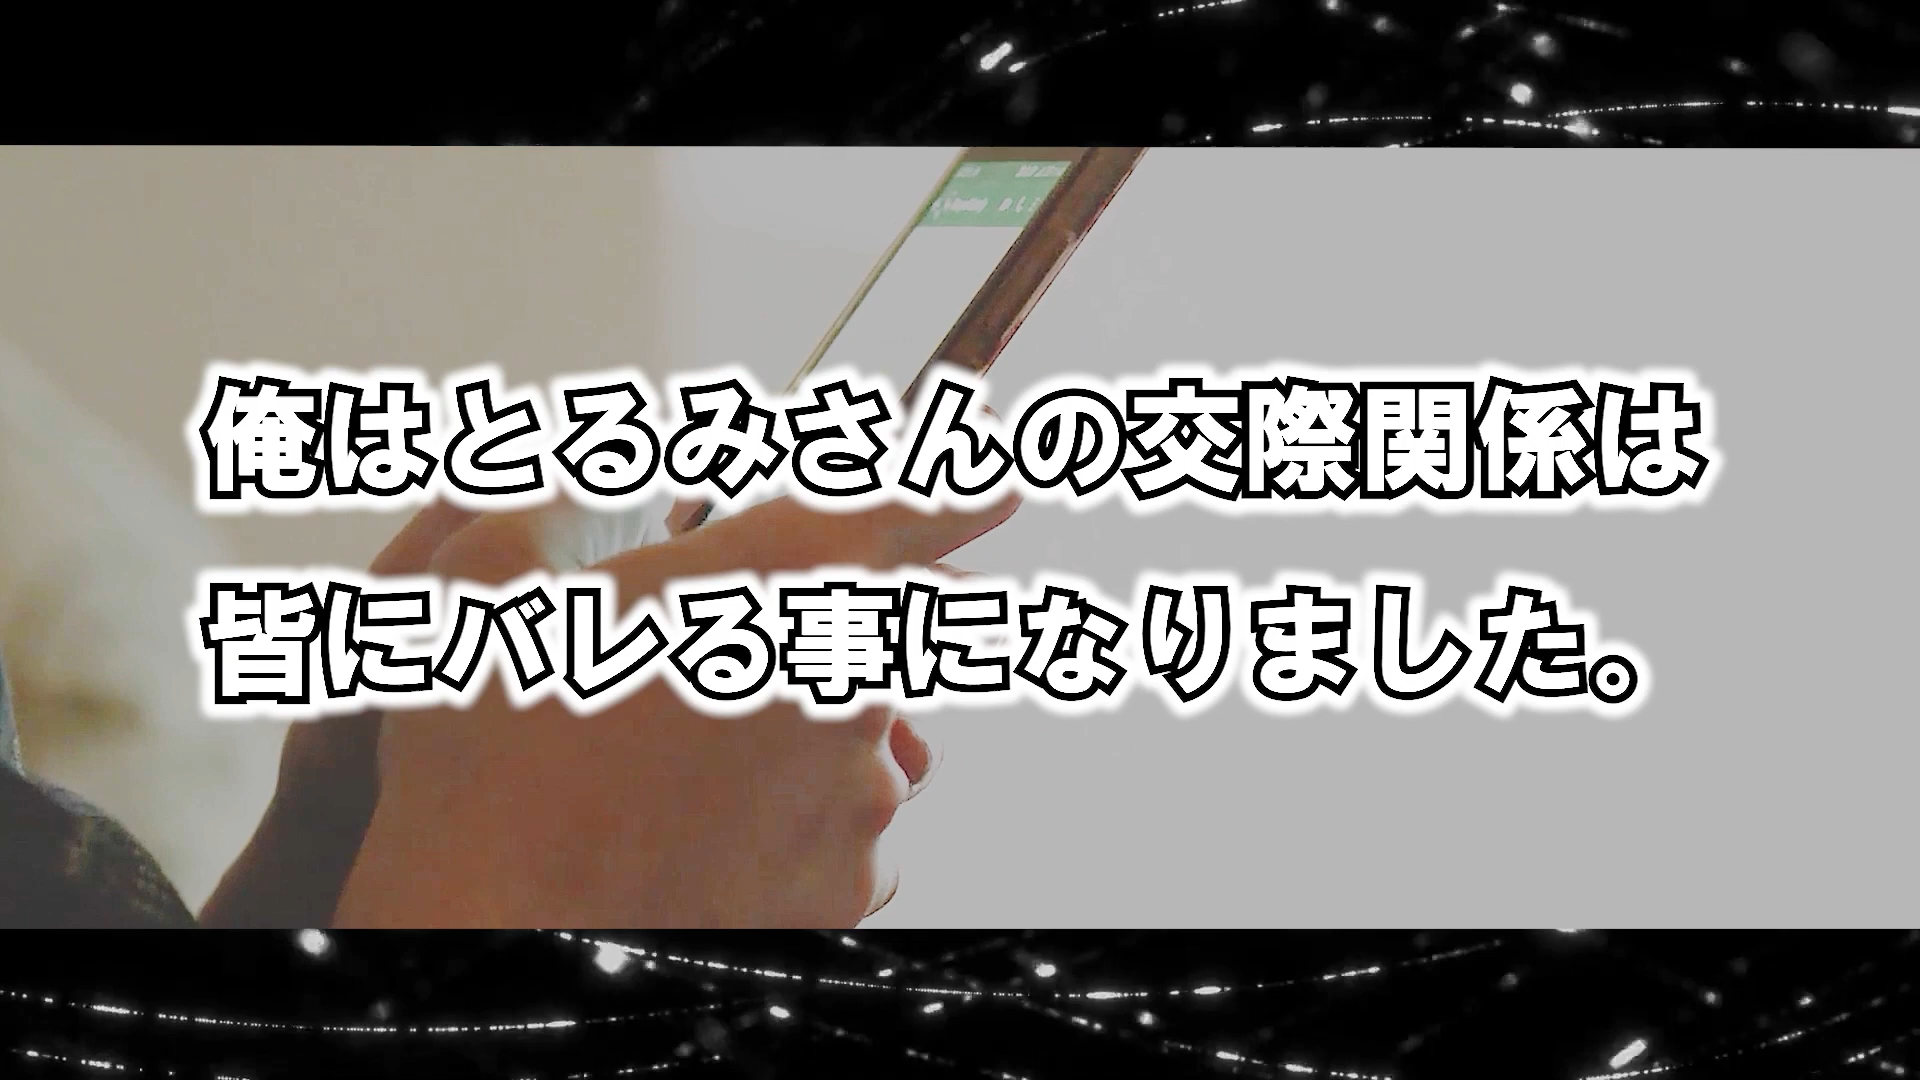 俺はとるみさんの交際関係は
皆にバレる事になりました。